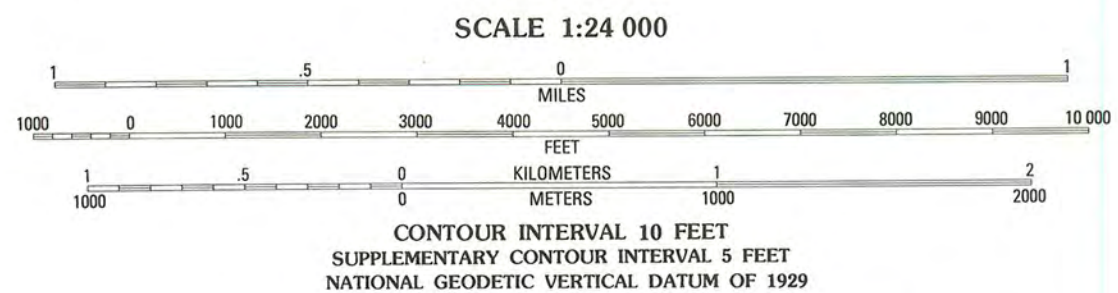 SCALE 1:24 000
1 .5 0 1
MILES
1000 0 1000 2000 3000 4000 5000 6000 7000 8000 9000 10 000
FEET
1 .5 0 KILOMETERS 1 2
1000 0 METERS 1000 2000
CONTOUR INTERVAL 10 FEET
SUPPLEMENTARY CONTOUR INTERVAL 5 FEET
NATIONAL GEODETIC VERTICAL DATUM OF 1929